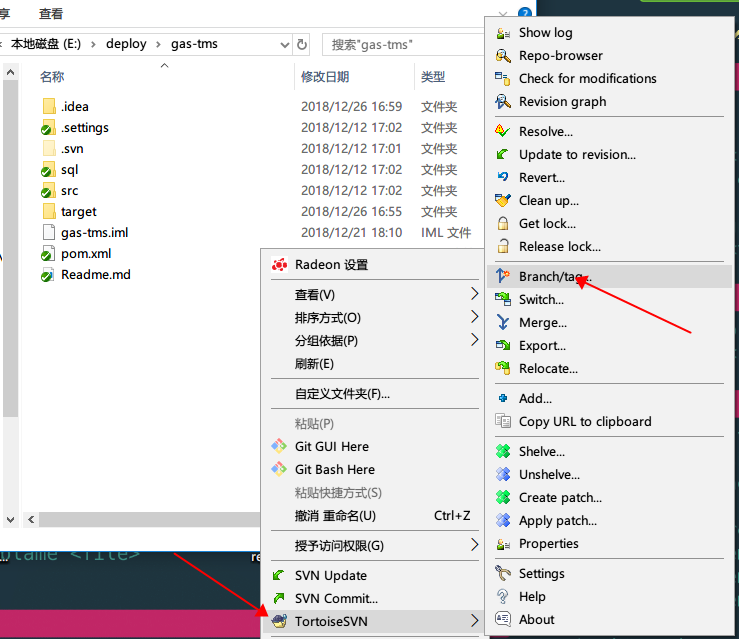 享 查看
本地磁盘 (E:) › deploy › gas-tms
搜索"gas-tms"
名称 修改日期 类型
.idea 2018/12/26 16:59 文件夹
.settings 2018/12/12 17:02 文件夹
.svn 2018/12/12 17:01 文件夹
sql 2018/12/12 17:02 文件夹
src 2018/12/12 17:02 文件夹
target 2018/12/26 16:55 文件夹
gas-tms.iml 2018/12/21 18:10 IML 文件
pom.xml
Readme.md
Radeon 设置
查看(V)
排序方式(O)
分组依据(P)
刷新(E)
自定义文件夹(F)...
粘贴(P)
Git GUI Here
Git Bash Here
粘贴快捷方式(S)
撤消 重命名(U) Ctrl+Z
授予访问权限(G)
SVN Update
SVN Commit...
TortoiseSVN
Show log
Repo-browser
Check for modifications
Revision graph
Resolve...
Update to revision...
Revert...
Clean up...
Get lock...
Release lock...
Branch/tag...
Switch...
Merge...
Export...
Relocate...
Add...
Copy URL to clipboard
Shelve...
Unshelve...
Create patch...
Apply patch...
Properties
Settings
Help
About
<file>
re